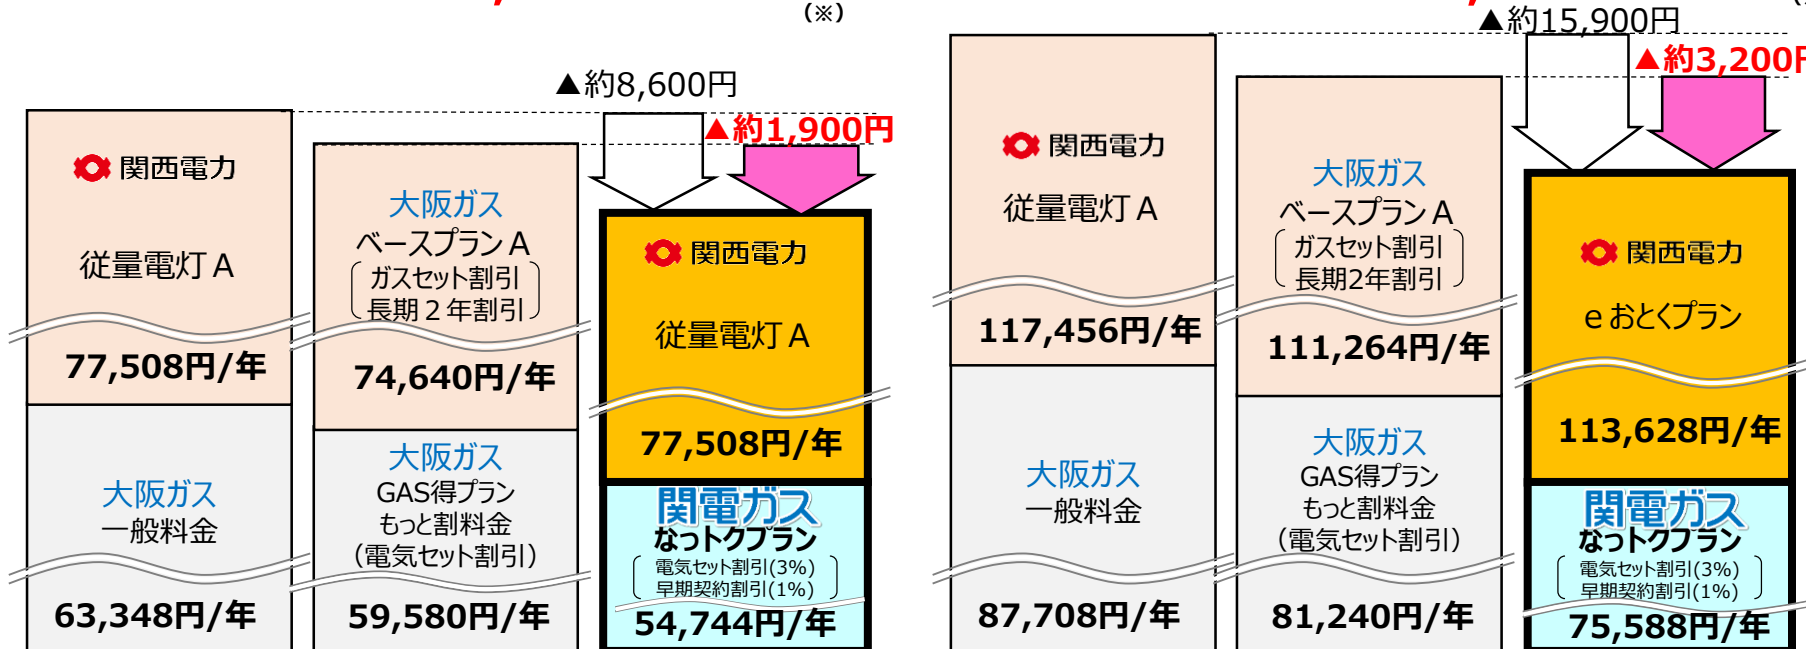 (※)
▲約8,600円
▲約1,900円
関西電力
従量電灯A
77,508円/年
大阪ガス
一般料金
63,348円/年
大阪ガス
ベースプランA
ガスセット割引
長期2年割引
74,640円/年
大阪ガス
GAS得プラン
もっと割料金
(電気セット割引)
59,580円/年
関西電力
従量電灯A
77,508円/年
関電ガス
なっトクプラン
電気セット割引(3%)
早期契約割引(1%)
54,744円/年
▲約15,900円
▲約3,200円
関西電力
従量電灯A
117,456円/年
大阪ガス
一般料金
87,708円/年
大阪ガス
ベースプランA
ガスセット割引
長期2年割引
111,264円/年
大阪ガス
GAS得プラン
もっと割料金
(電気セット割引)
81,240円/年
関西電力
eおとくプラン
113,628円/年
関電ガス
なっトクプラン
電気セット割引(3%)
早期契約割引(1%)
75,588円/年